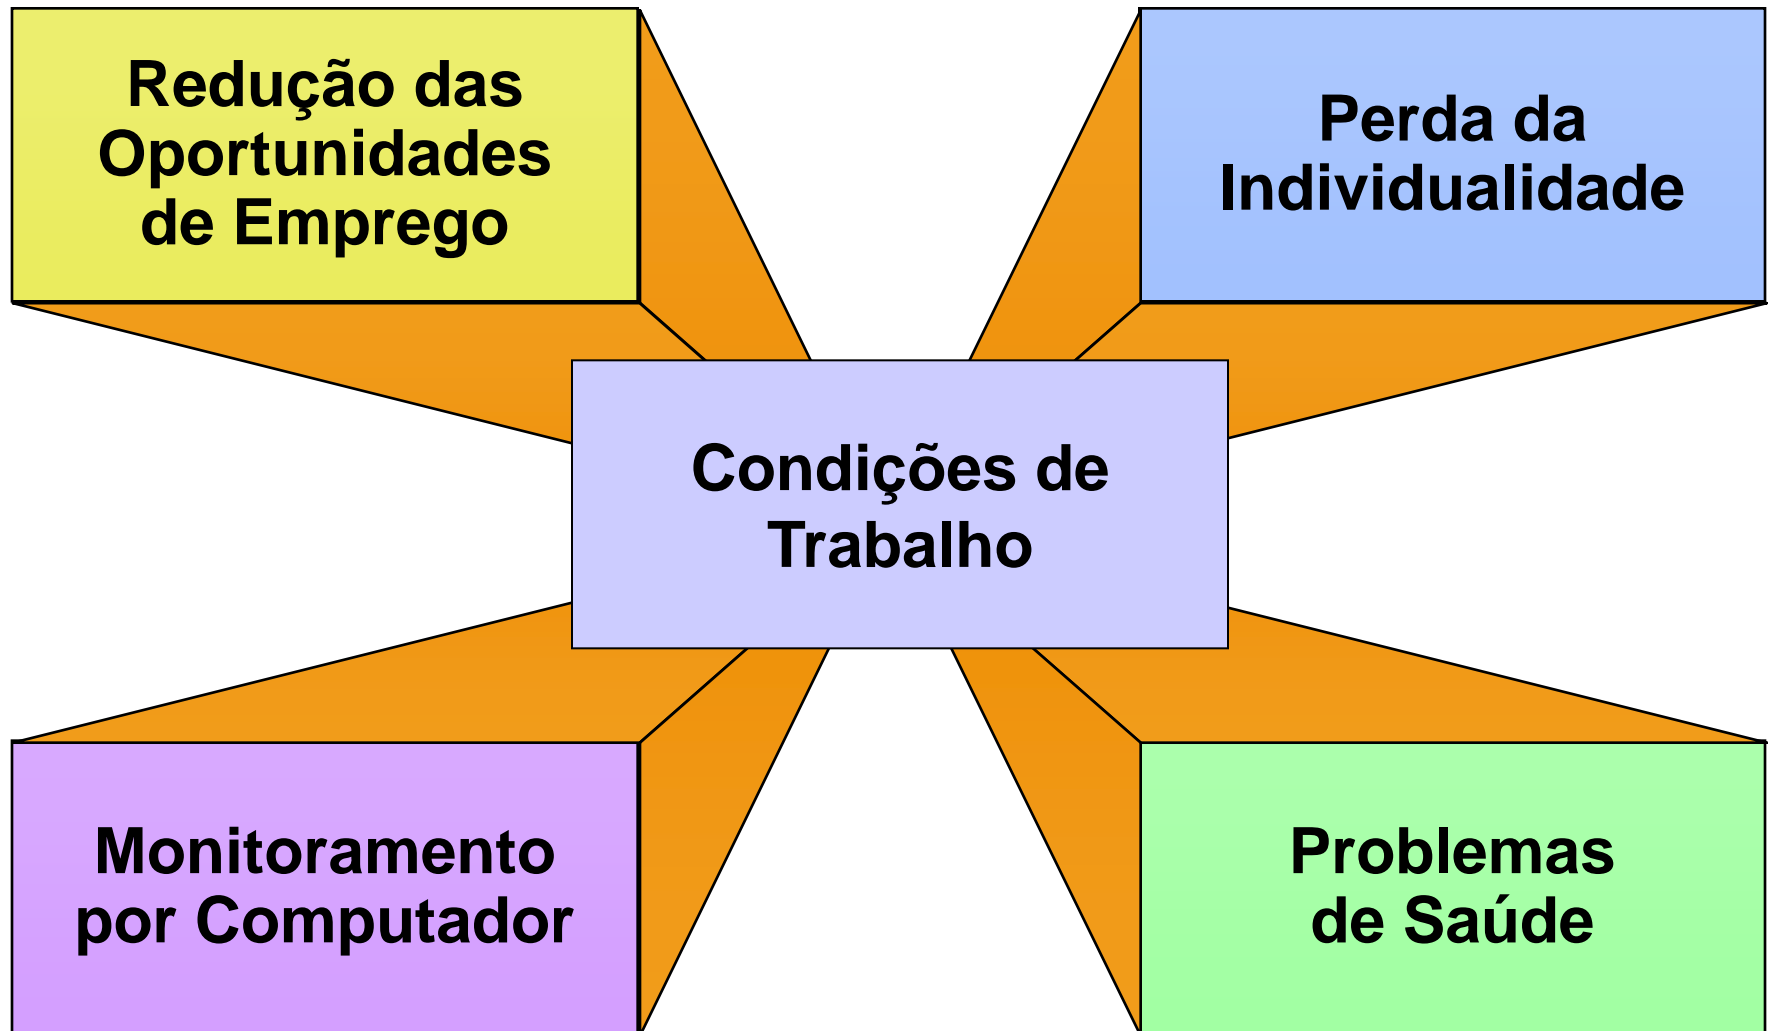 Redução das
Oportunidades
de Emprego
Perda da
Individualidade
Condições de
Trabalho
Monitoramento
por Computador
Problemas
de Saúde